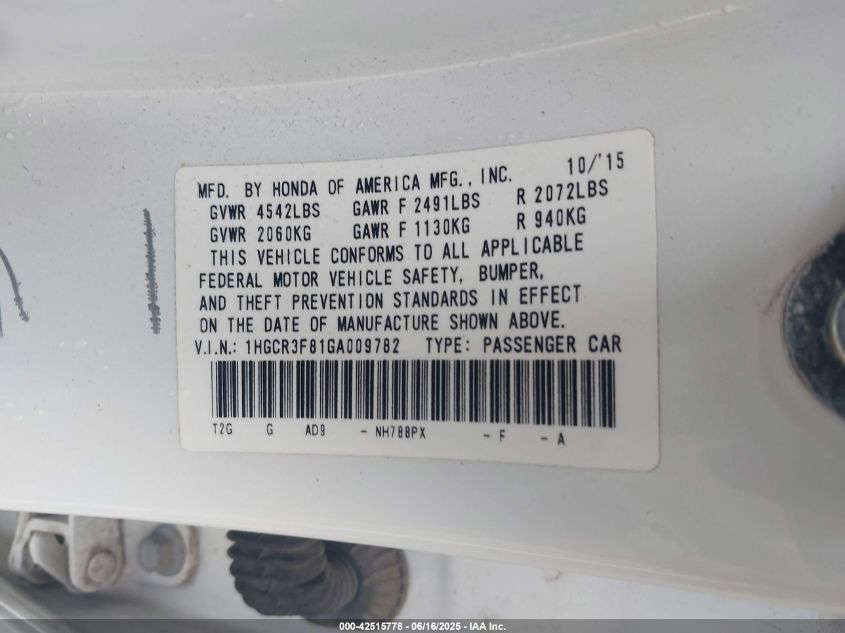 10/'15
MFD. BY HONDA OF AMERICA MFG., INC.
GVWR 4542LBS GAWR F 2491LBS R 2072LBS
GVWR 2060KG GAWR F 1130KG R 940KG
THIS VEHICLE CONFORMS TO ALL APPLICABLE
FEDERAL MOTOR VEHICLE SAFETY, BUMPER,
AND THEFT PREVENTION STANDARDS IN EFFECT
ON THE DATE OF MANUFACTURE SHOWN ABOVE.
V.I.N.: 1HGCR3F81GA009782 TYPE: PASSENGER CAR
T2G G AD9 - NH788PX - F - A
000-42515778 - 06/16/2025 - IAA Inc.